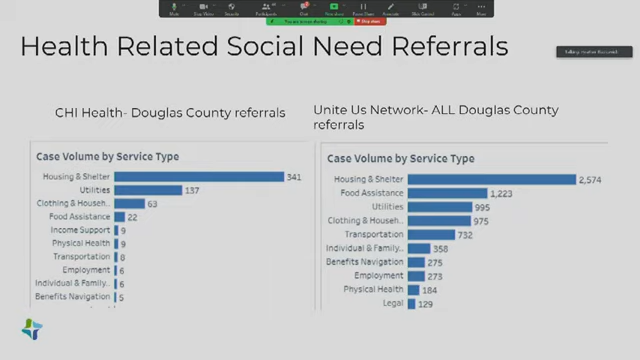 Health Related Social Need Referrals
CHI Health- Douglas County referrals
Case Volume by Service Type
Housing & Shelter 341
Utilities 137
Clothing & Househ.. 63
Food Assistance 22
Income Support 9
Physical Health 9
Transportation 8
Employment 6
Individual & Family.. 6
Benefits Navigation 5
Unite Us Network- ALL Douglas County
referrals
Case Volume by Service Type
Housing & Shelter 2,574
Food Assistance 1,223
Utilities 995
Clothing & Househ.. 975
Transportation 732
Individual & Family.. 358
Benefits Navigation 275
Employment 273
Physical Health 184
Legal 129